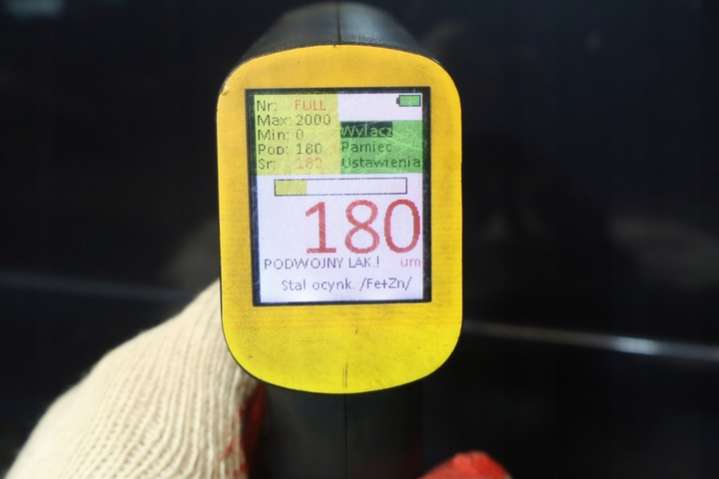 Nr: FULL
Max: 2000
Min: 0
Pop: 180
Sr: 180
Wylacz
Pamiec
Ustawienia
180
um
PODWOJNY LAK.!
Stal ocynk. /Fe+Zn/